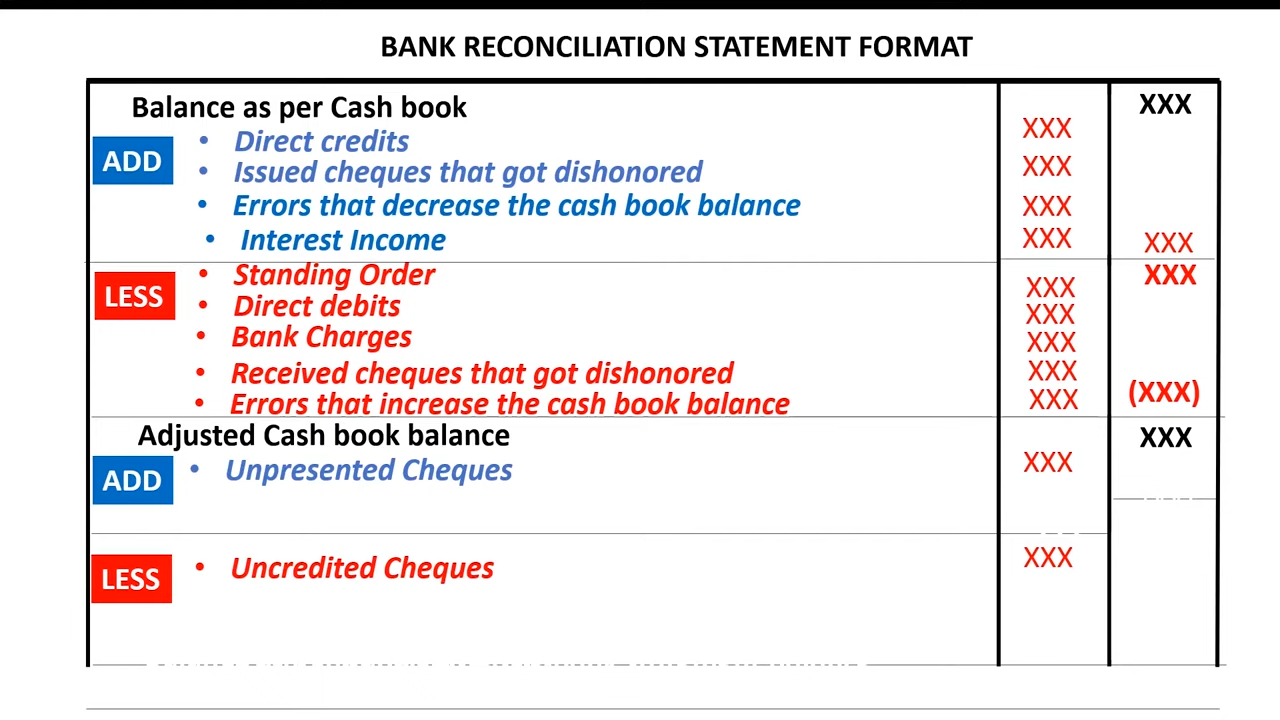 BANK RECONCILIATION STATEMENT FORMAT
Balance as per Cash book XXX
ADD
• Direct credits XXX
• Issued cheques that got dishonored XXX
• Errors that decrease the cash book balance XXX
• Interest Income XXX XXX
• Standing Order XXX XXX
LESS
• Direct debits XXX
• Bank Charges XXX
• Received cheques that got dishonored XXX (XXX)
• Errors that increase the cash book balance XXX
Adjusted Cash book balance XXX
ADD
• Unpresented Cheques XXX
LESS
• Uncredited Cheques XXX